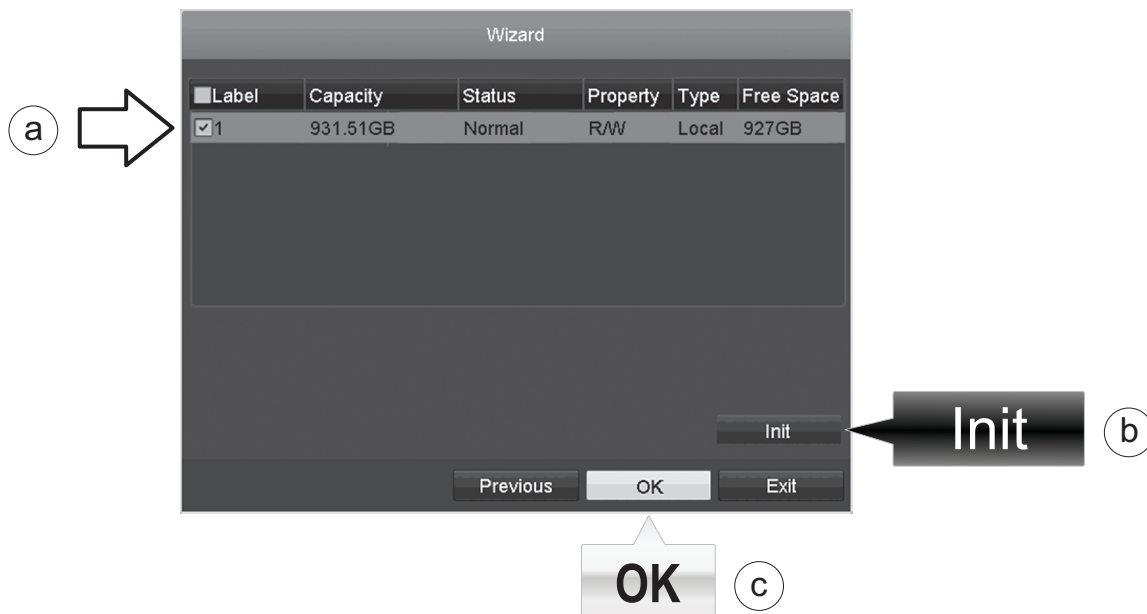 Wizard
Label Capacity Status Property Type Free Space
a
1 931.51GB Normal R/W Local 927GB
Init
Init
b
Previous OK Exit
OK
c